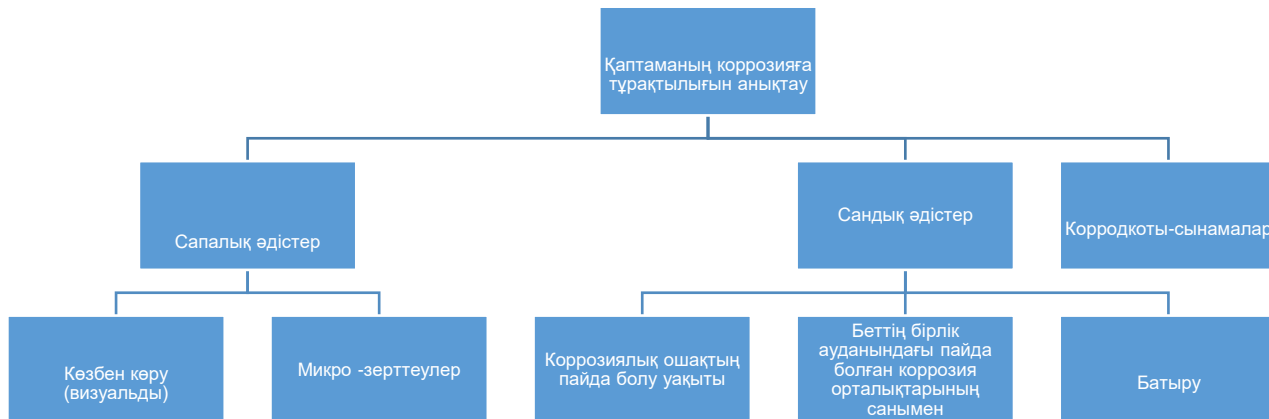 Қаптаманың коррозияға
тұрақтылығын анықтау
Сапалық әдістер
Сандық әдістер
Корродкоты-сынамалар
Көзбен көру
(визуальды)
Микро -зерттеулер
Коррозиялық ошақтың
пайда болу уақыты
Беттің бірлік
ауданындағы пайда
болған коррозия
орталықтарының
санымен
Батыру